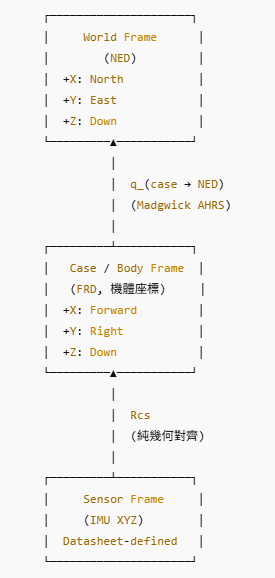 World Frame
(NED)
+X: North
+Y: East
+Z: Down
q_(case → NED)
(Madgwick AHRS)
Case / Body Frame
(FRD, 機體座標)
+X: Forward
+Y: Right
+Z: Down
Rcs
(純幾何對齊)
Sensor Frame
(IMU XYZ)
Datasheet-defined